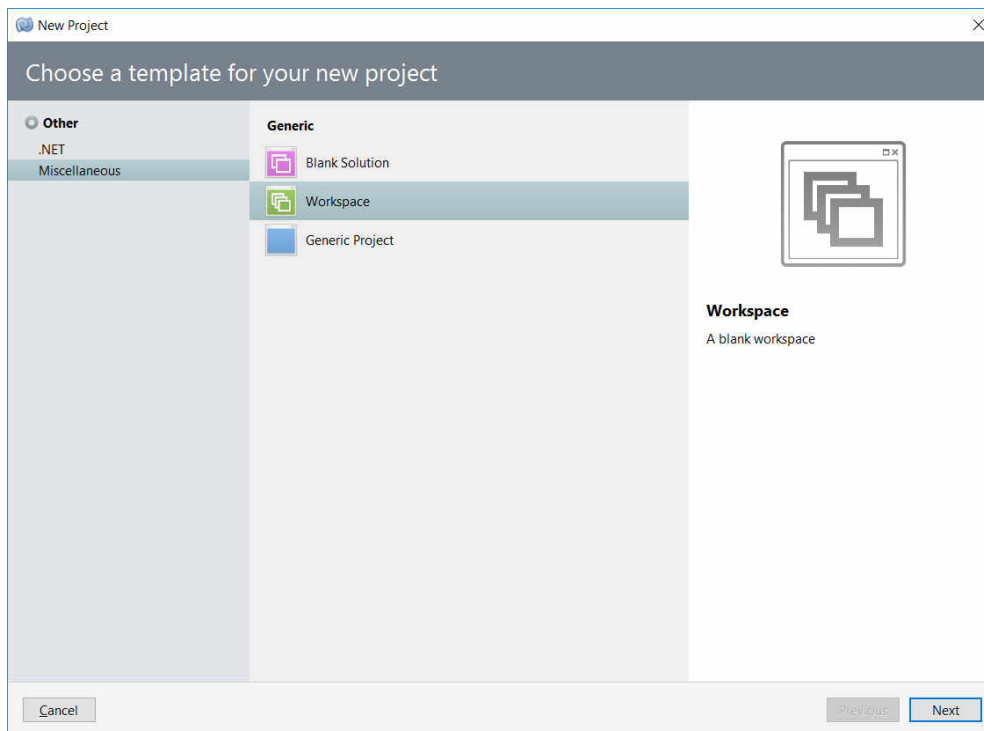 New Project
Choose a template for your new project
Other
.NET
Miscellaneous
Generic
Blank Solution
Workspace
Generic Project
Workspace
A blank workspace
Cancel
Previous
Next